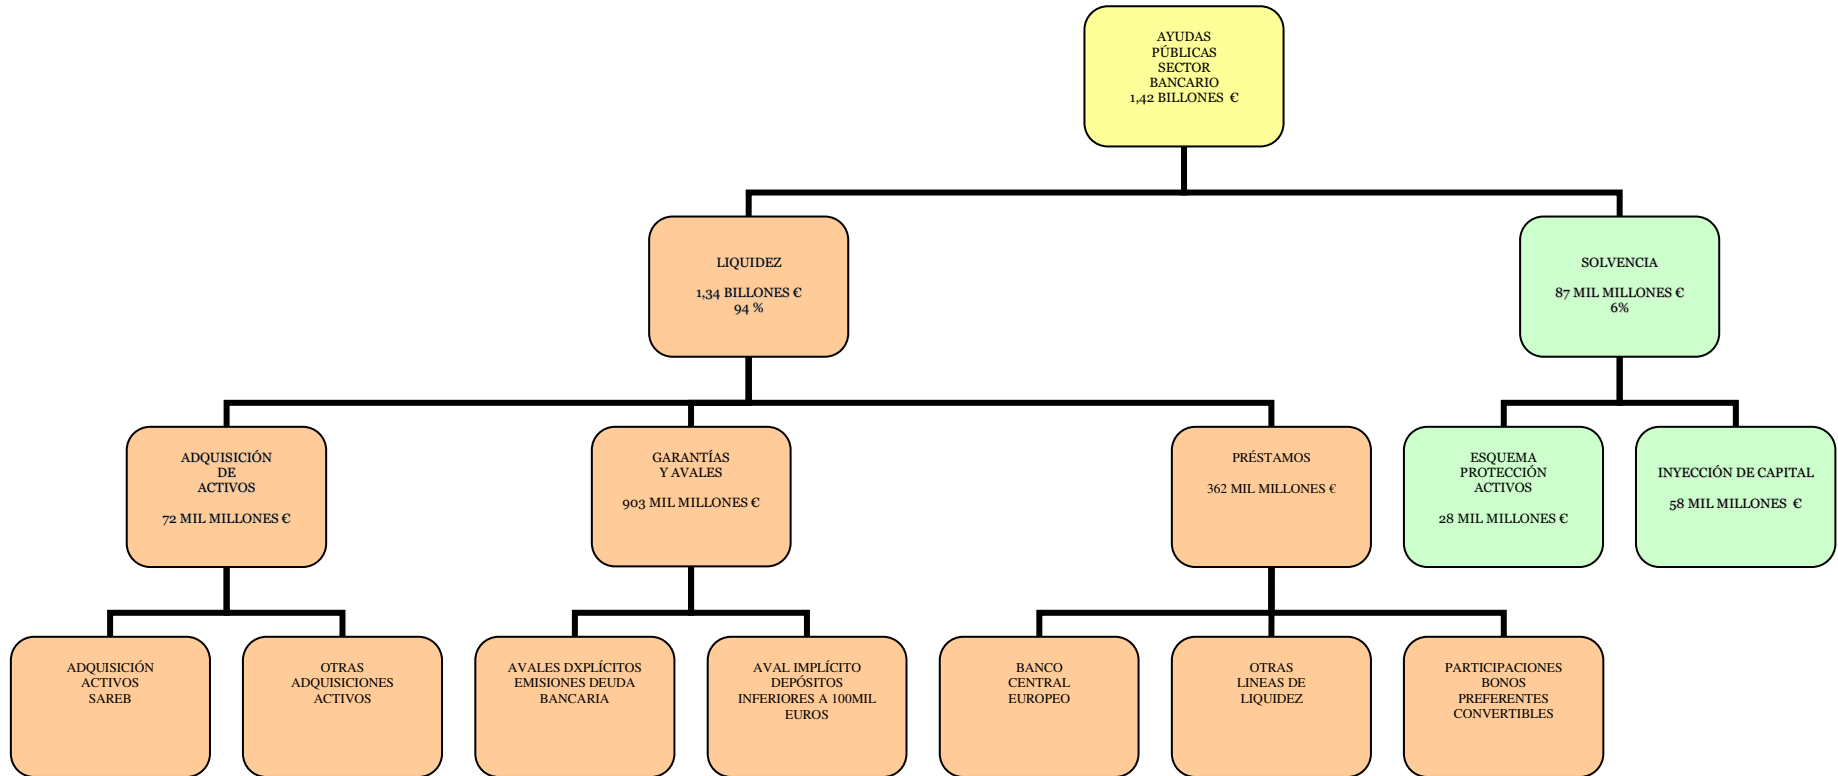 AYUDAS
PÚBLICAS
SECTOR
BANCARIO
1,42 BILLONES €
LIQUIDEZ
1,34 BILLONES €
94 %
SOLVENCIA
87 MIL MILLONES €
6%
ADQUISICIÓN
DE
ACTIVOS
72 MIL MILLONES €
GARANTÍAS
Y AVALES
903 MIL MILLONES €
PRÉSTAMOS
362 MIL MILLONES €
ESQUEMA
PROTECCIÓN
ACTIVOS
28 MIL MILLONES €
INYECCIÓN DE CAPITAL
58 MIL MILLONES €
ADQUISICIÓN
ACTIVOS
SAREB
OTRAS
ADQUISICIONES
ACTIVOS
AVALES DXPLÍCITOS
EMISIONES DEUDA
BANCARIA
AVAL IMPLÍCITO
DEPÓSITOS
INFERIORES A 100MIL
EUROS
BANCO
CENTRAL
EUROPEO
OTRAS
LINEAS DE
LIQUIDEZ
PARTICIPACIONES
BONOS
PREFERENTES
CONVERTIBLES